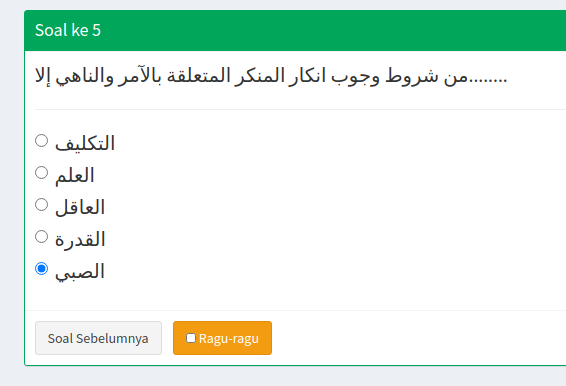 Soal ke 5
من شروط وجوب انكار المنكر المتعلقة بالآمر والناهي إلا........
التكليف
العلم
العاقل
القدرة
الصبي
Soal Sebelumnya
Ragu-ragu